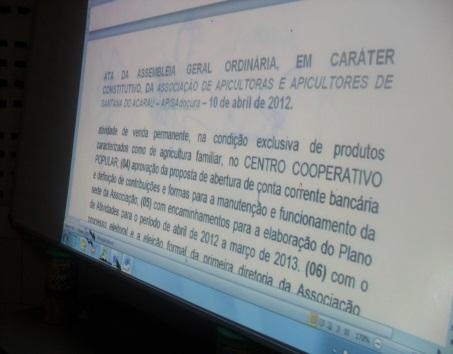 ATA DA ASSEMBLEIA GERAL ORDINÁRIA, EM CARÁTER
CONSTITUTIVO, DA ASSOCIAÇÃO DE APICULTORAS E APICULTORES DE
SANTANA DO ACARAÚ – APISAdoçura – 10 de abril de 2012.
atividade de venda permanente, na condição exclusiva de produtos
caracterizados como de agricultura familiar, no CENTRO COOPERATIVO
POPULAR; (04) aprovação da proposta de abertura de conta corrente bancária
e definição de contribuições e formas para a manutenção e funcionamento da
sede da Associação; (05) com encaminhamentos para a elaboração do Plano
de Atividades para o período de abril de 2012 a março de 2013. (06) com o
processo eleitoral e a eleição formal da primeira diretoria da Associação
170%